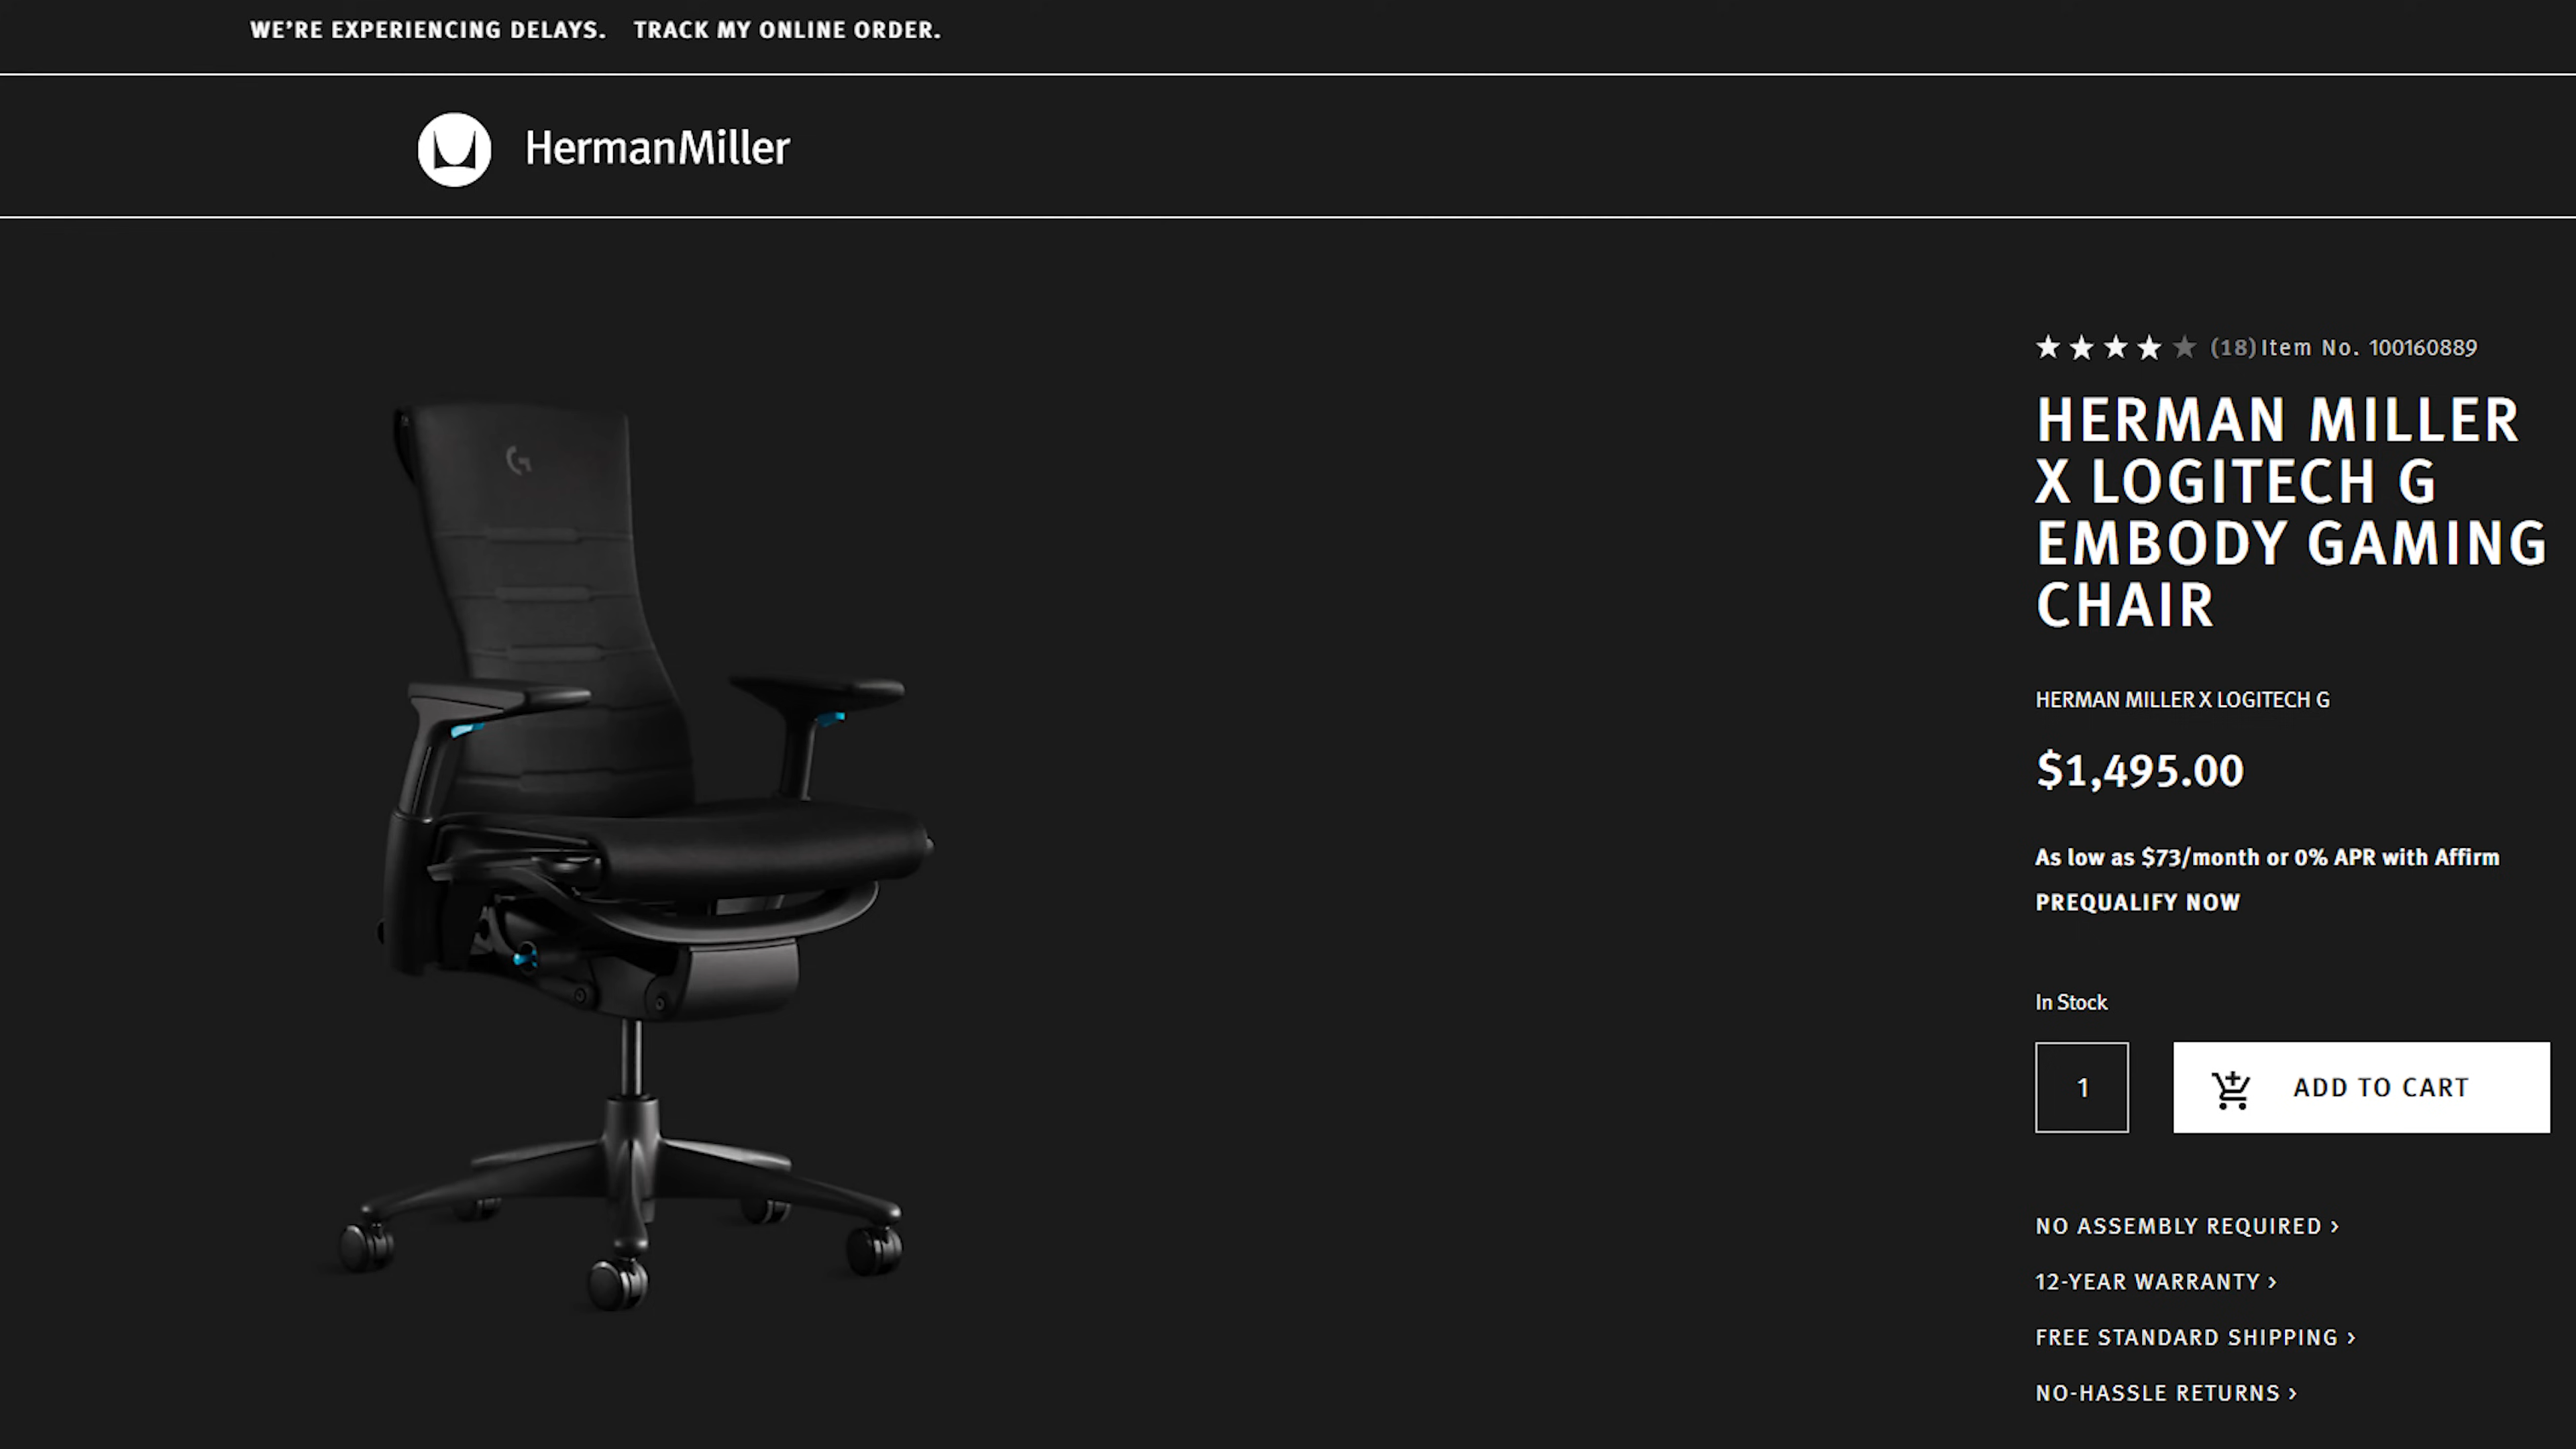 WE’RE EXPERIENCING DELAYS. TRACK MY ONLINE ORDER.
HermanMiller
(18) Item No. 100160889
HERMAN MILLER
X LOGITECH G
EMBODY GAMING
CHAIR
HERMAN MILLER X LOGITECH G
$1,495.00
As low as $73/month or 0% APR with Affirm
PREQUALIFY NOW
In Stock
1
ADD TO CART
NO ASSEMBLY REQUIRED ›
12-YEAR WARRANTY ›
FREE STANDARD SHIPPING ›
NO-HASSLE RETURNS ›